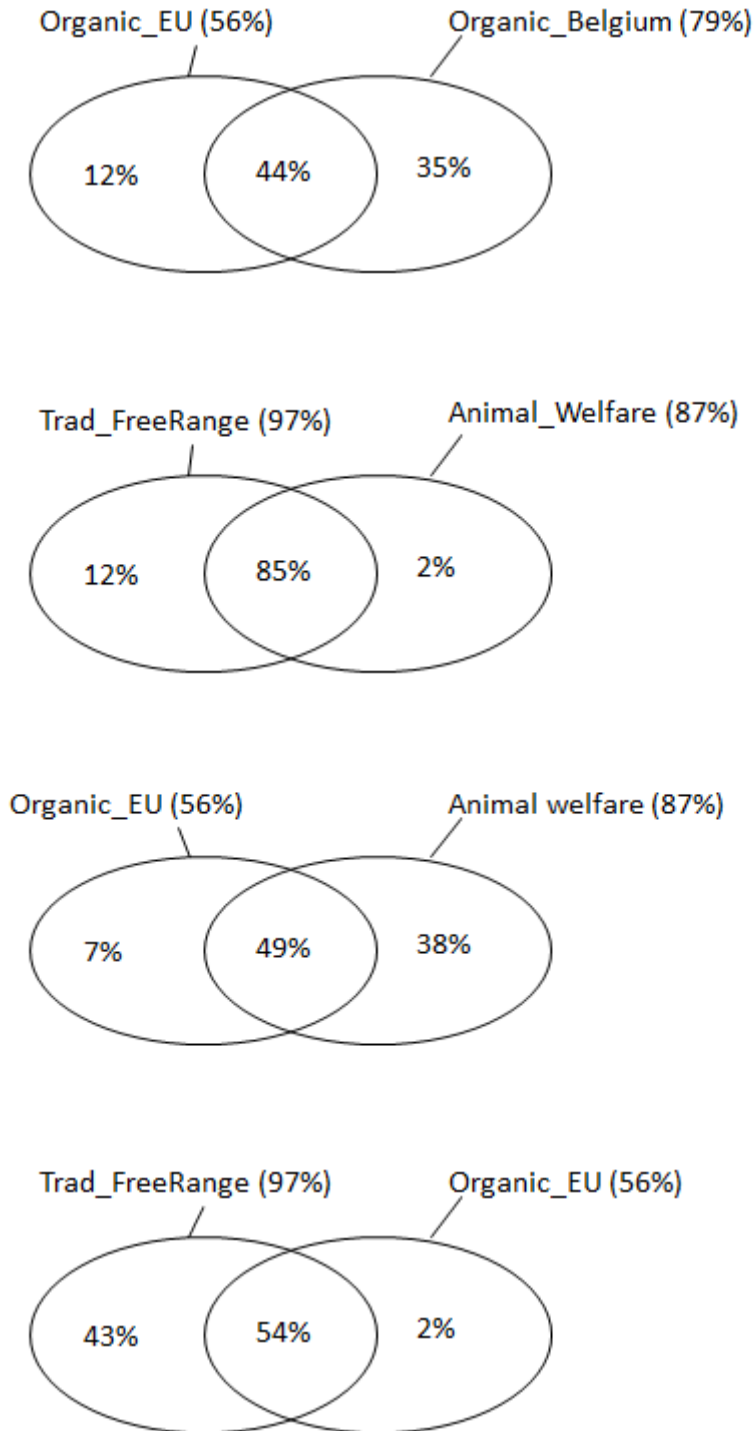 Organic_EU (56%) Organic_Belgium (79%)
12% 44% 35%
Trad_FreeRange (97%) Animal_Welfare (87%)
12% 85% 2%
Organic_EU (56%) Animal welfare (87%)
7% 49% 38%
Trad_FreeRange (97%) Organic_EU (56%)
43% 54% 2%